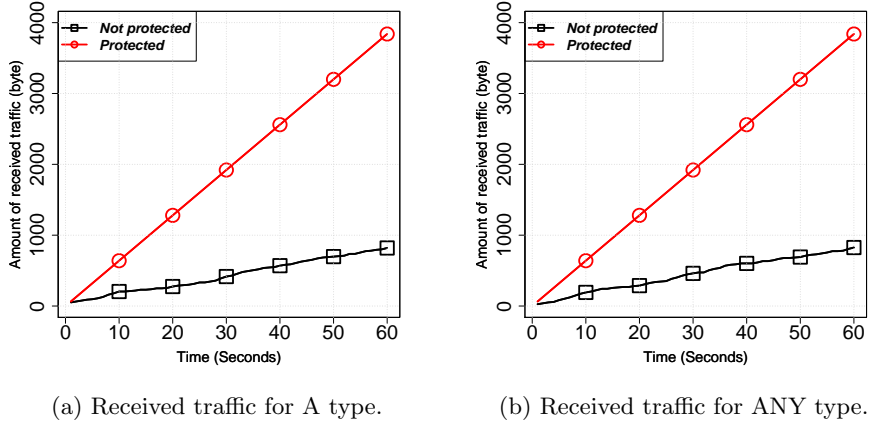 Not protected
Protected
Amount of received traffic (byte)
4000
3000
2000
1000
0
0 10 20 30 40 50 60
Time (Seconds)
(a) Received traffic for A type.
Not protected
Protected
Amount of received traffic (byte)
4000
3000
2000
1000
0
0 10 20 30 40 50 60
Time (Seconds)
(b) Received traffic for ANY type.